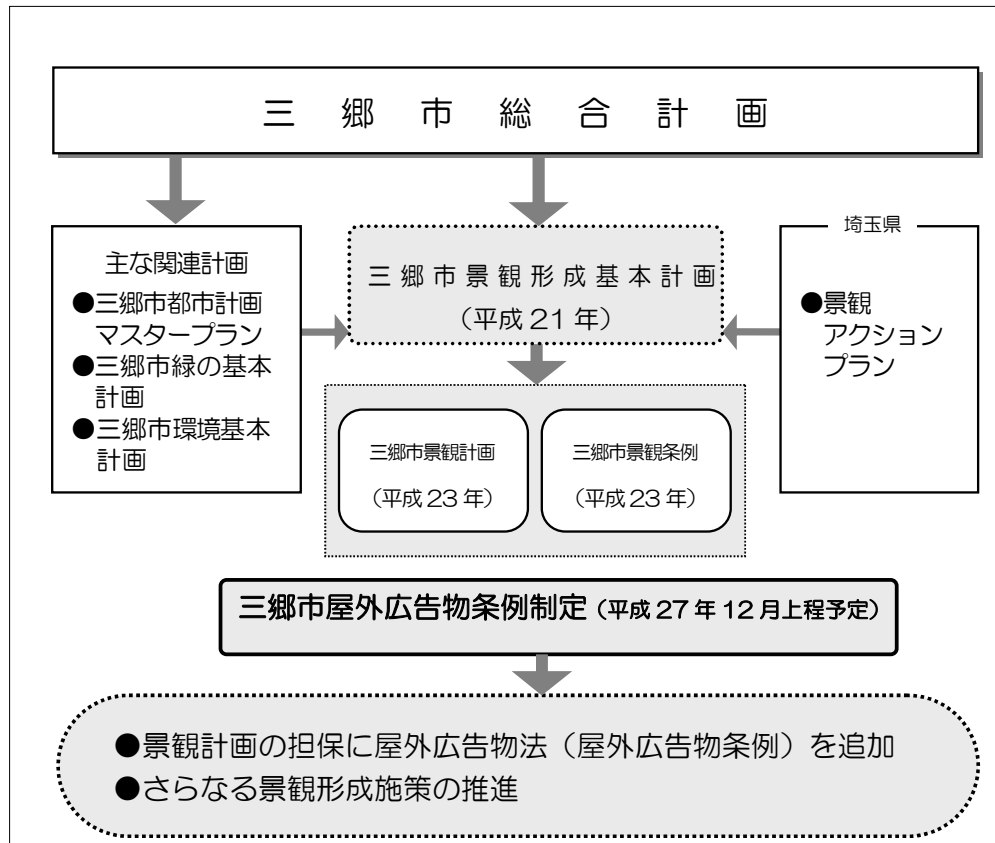 三郷市総合計画
主な関連計画
●三郷市都市計画
マスタープラン
●三郷市緑の基本
計画
●三郷市環境基本
計画
三郷市景観形成基本計画
（平成21年）
埼玉県
●景観
アクション
プラン
三郷市景観計画
（平成23年）
三郷市景観条例
（平成23年）
三郷市屋外広告物条例制定（平成27年12月上程予定）
●景観計画の担保に屋外広告物法（屋外広告物条例）を追加
●さらなる景観形成施策の推進